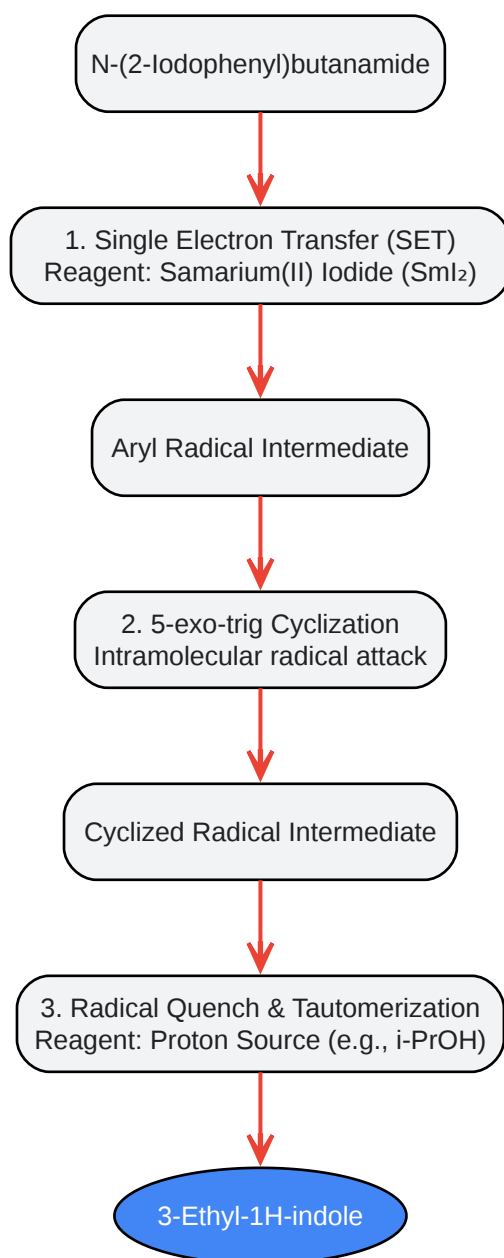 N-(2-Iodophenyl)butanamide
1. Single Electron Transfer (SET)
Reagent: Samarium(II) Iodide (SmI₂)
Aryl Radical Intermediate
2. 5-exo-trig Cyclization
Intramolecular radical attack
Cyclized Radical Intermediate
3. Radical Quench & Tautomerization
Reagent: Proton Source (e.g., i-PrOH)
3-Ethyl-1H-indole